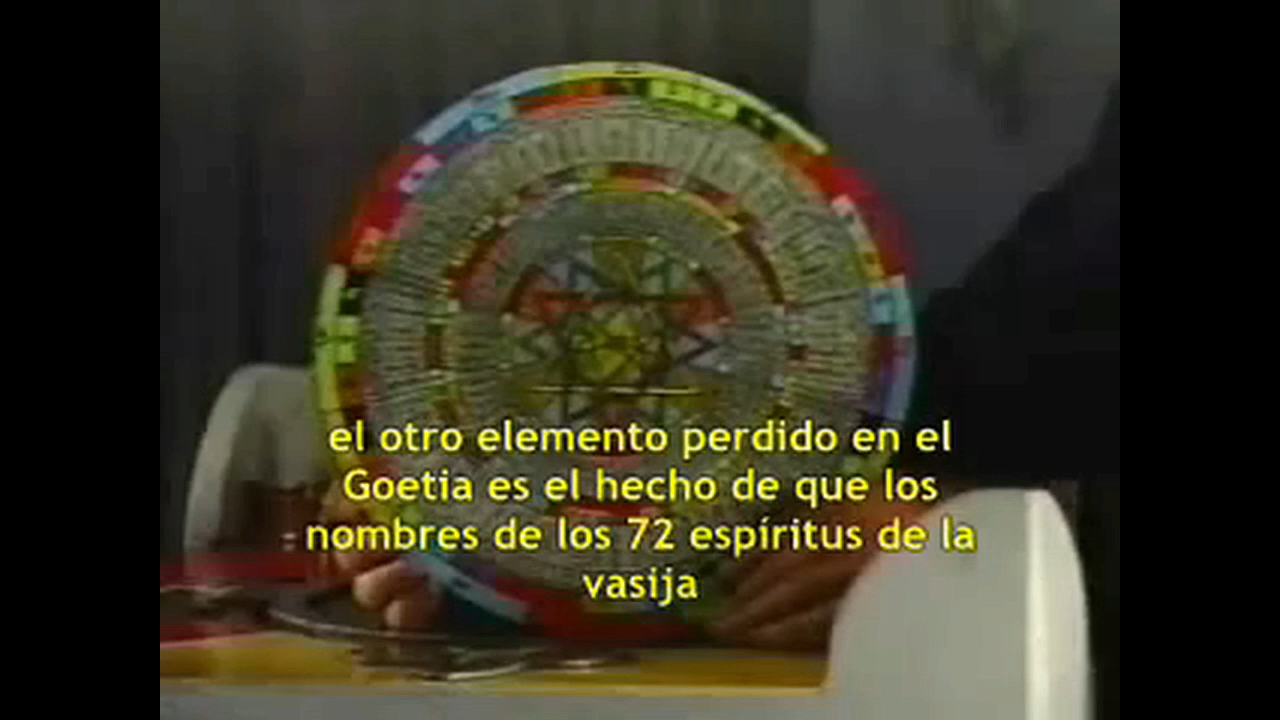 el otro elemento perdido en el
Goetia es el hecho de que los
nombres de los 72 espíritus de la
vasija